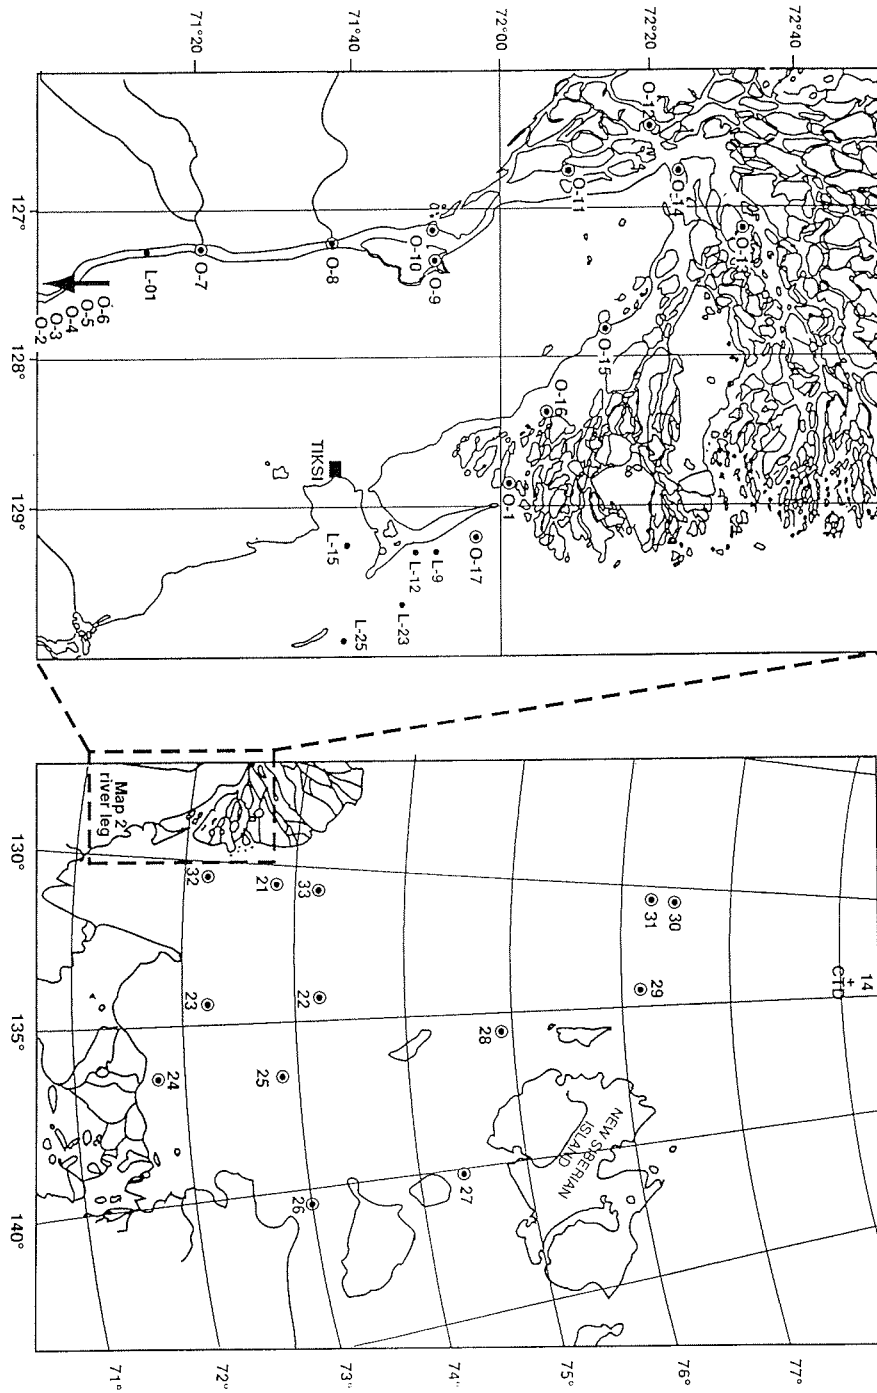 72°40'
72°20'
72°00'
71°40'
71°20'
127°
128°
129°
O-12
O-14
O-13
O-11
O-10
O-9
O-8
O-7
L-01
O-6
O-5
O-4
O-3
O-2
O-15
O-16
O-1
O-17
TIKSI
L-15
L-12
L-9
L-23
L-25
Map 2
river leg
130°
135°
140°
14
+
CTD
30
31
29
33
21
32
22
23
28
25
24
27
26
NEW SIBERIAN
ISLAND
71°
72°
73°
74°
75°
76°
77°